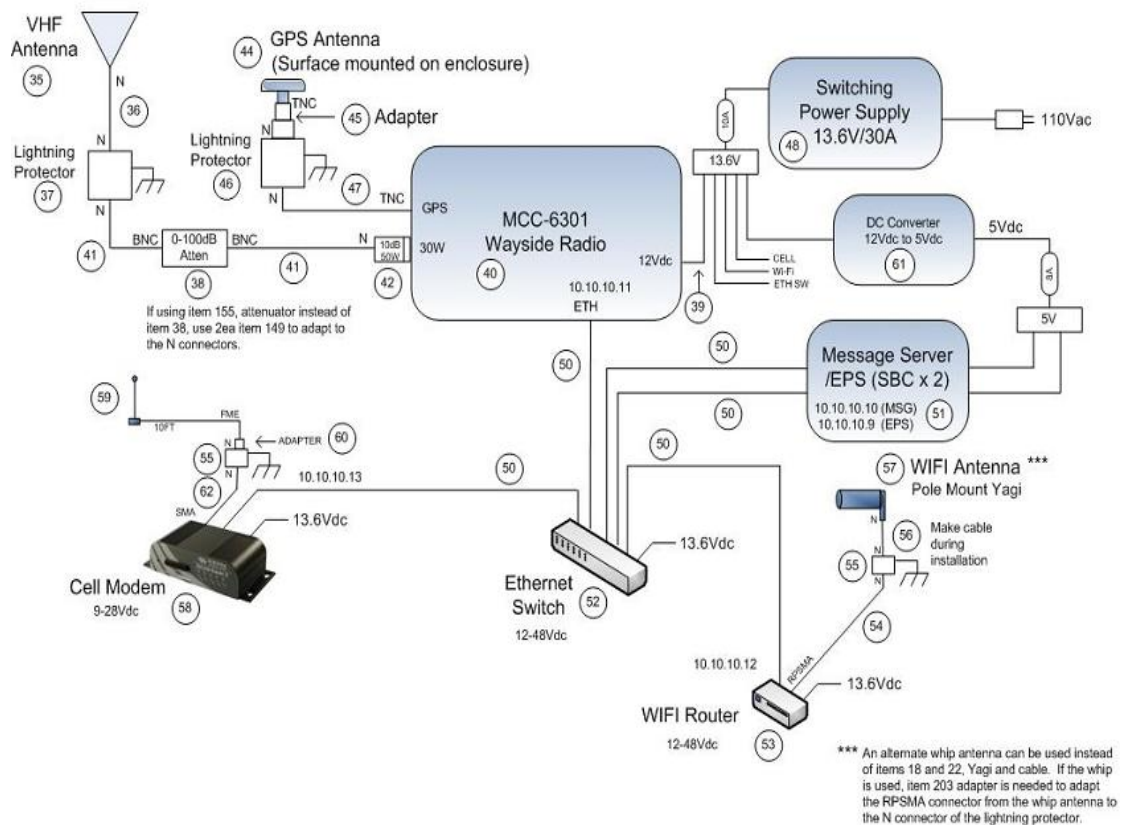 VHF
Antenna
35
N
36
N
Lightning
Protector
37
N
41
BNC
0-100dB
Atten
38
BNC
41
N
10dB
50W
42
If using item 155, attenuator instead of
item 38, use 2ea item 149 to adapt to
the N connectors.
44
GPS Antenna
(Surface mounted on enclosure)
TNC
45
Adapter
N
Lightning
Protector
46
N
47
TNC
GPS
30W
MCC-6301
Wayside Radio
40
12Vdc
10.10.10.11
ETH
39
Switching
Power Supply
13.6V/30A
48
110Vac
10A
13.6V
CELL
Wi-Fi
ETH SW
DC Converter
12Vdc to 5Vdc
61
5Vdc
5V
Message Server
/EPS (SBC x 2)
10.10.10.10 (MSG)
10.10.10.9 (EPS)
51
50
50
50
50
50
59
10FT
FME
N
ADAPTER
60
55
N
62
SMA
10.10.10.13
13.6Vdc
Cell Modem
9-28Vdc
58
13.6Vdc
Ethernet
Switch
52
12-48Vdc
57
WIFI Antenna ***
Pole Mount Yagi
N
56
Make cable
during
installation
N
55
N
54
RPSMA
10.10.10.12
13.6Vdc
WIFI Router
12-48Vdc
53
*** An alternate whip antenna can be used instead
of items 18 and 22, Yagi and cable. If the whip
is used, item 203 adapter is needed to adapt
the RPSMA connector from the whip antenna to
the N connector of the lightning protector.